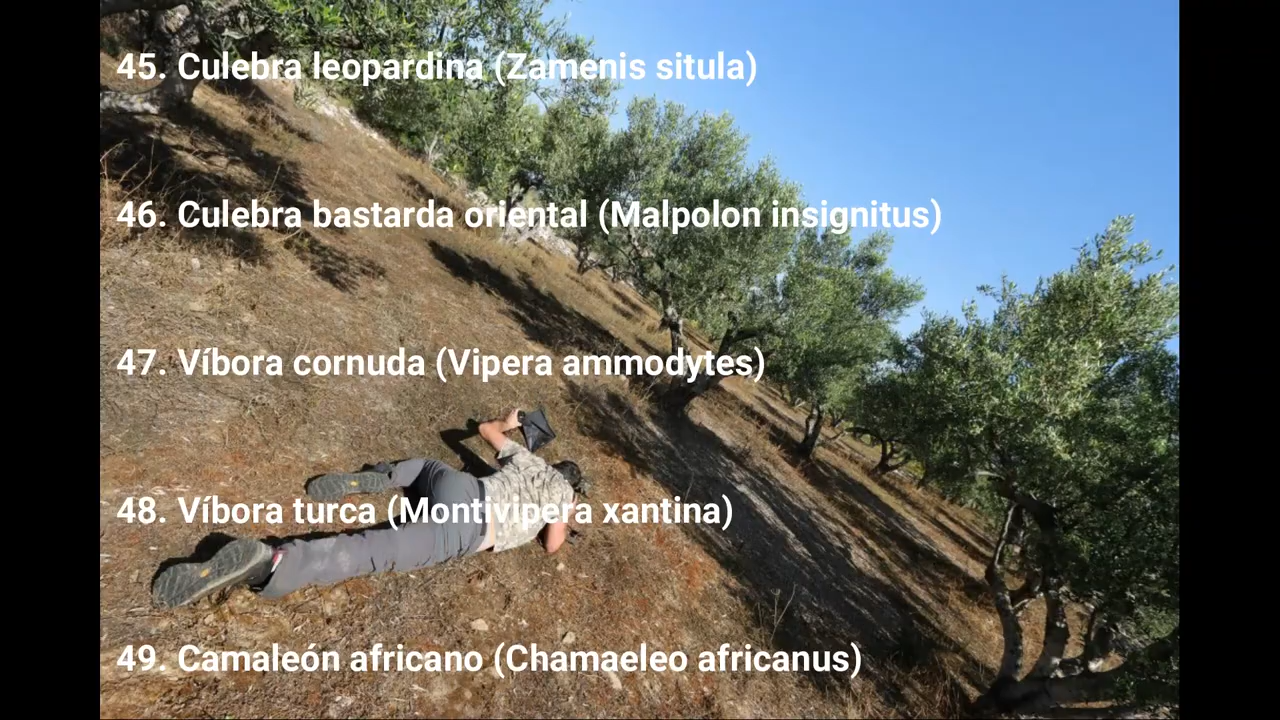 45. Culebra leopardina (Zamenis situla)
46. Culebra bastarda oriental (Malpolon insignitus)
47. Víbora cornuda (Vipera ammodytes)
48. Víbora turca (Montivipera xantina)
49. Camaleón africano (Chamaeleo africanus)